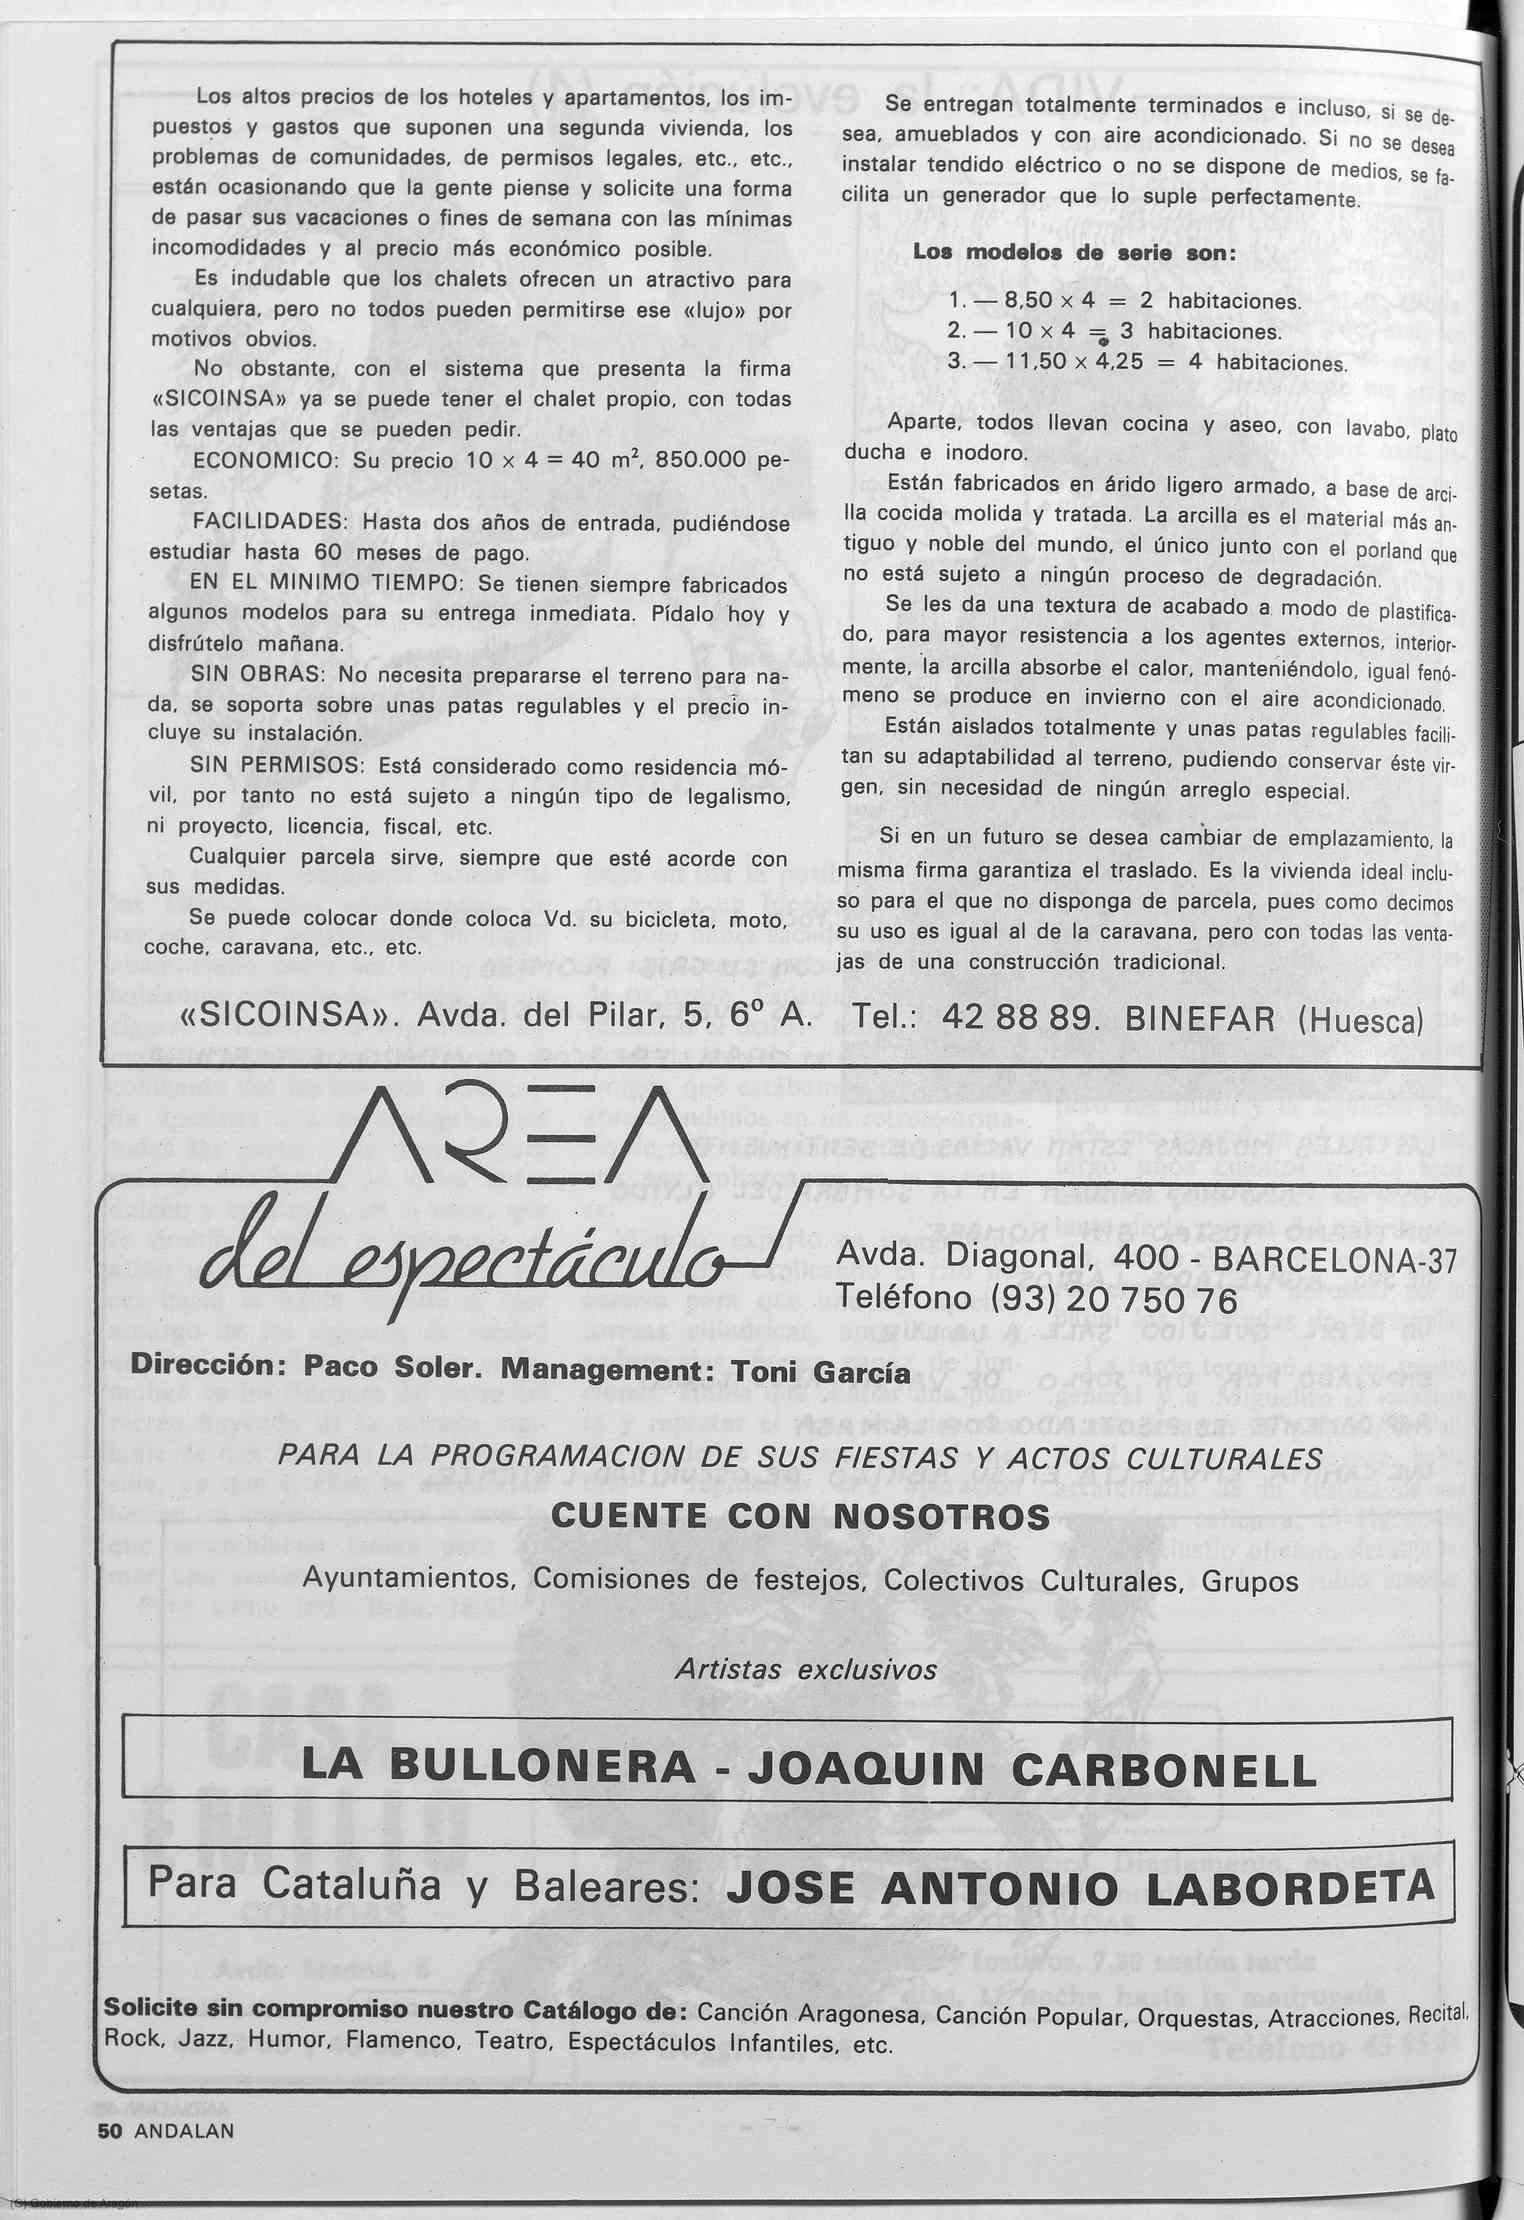 Los altos precios de los hoteles y apartamentos, los im-
puestos y gastos que suponen una segunda vivienda, los
problemas de comunidades, de permisos legales, etc., etc.,
están ocasionando que la gente piense y solicite una forma
de pasar sus vacaciones o fines de semana con las mínimas
incomodidades y al precio más económico posible.
Es indudable que los chalets ofrecen un atractivo para
cualquiera, pero no todos pueden permitirse ese «lujo» por
motivos obvios.
No obstante, con el sistema que presenta la firma
«SICOINSA» ya se puede tener el chalet propio, con todas
las ventajas que se pueden pedir.
ECONOMICO: Su precio 10 x 4 = 40 m², 850.000 pe-
setas.
FACILIDADES: Hasta dos años de entrada, pudiéndose
estudiar hasta 60 meses de pago.
EN EL MINIMO TIEMPO: Se tienen siempre fabricados
algunos modelos para su entrega inmediata. Pídalo hoy y
disfrútelo mañana.
SIN OBRAS: No necesita prepararse el terreno para na-
da, se soporta sobre unas patas regulables y el precio in-
cluye su instalación.
SIN PERMISOS: Está considerado como residencia mó-
vil, por tanto no está sujeto a ningún tipo de legalismo,
ni proyecto, licencia, fiscal, etc.
Cualquier parcela sirve, siempre que esté acorde con
sus medidas.
Se puede colocar donde coloca Vd. su bicicleta, moto,
coche, caravana, etc., etc.
Se entregan totalmente terminados e incluso, si se de-
sea, amueblados y con aire acondicionado. Si no se desea
instalar tendido eléctrico o no se dispone de medios, se fa-
cilita un generador que lo suple perfectamente.
Los modelos de serie son:
1. — 8,50 x 4 = 2 habitaciones.
2. — 10 x 4 = 3 habitaciones.
3. — 11,50 x 4,25 = 4 habitaciones.
Aparte, todos llevan cocina y aseo, con lavabo, plato
ducha e inodoro.
Están fabricados en árido ligero armado, a base de arci-
lla cocida molida y tratada. La arcilla es el material más an-
tiguo y noble del mundo, el único junto con el porland que
no está sujeto a ningún proceso de degradación.
Se les da una textura de acabado a modo de plastifica-
do, para mayor resistencia a los agentes externos, interior-
mente, la arcilla absorbe el calor, manteniéndolo, igual fenó-
meno se produce en invierno con el aire acondicionado.
Están aislados totalmente y unas patas regulables facili-
tan su adaptabilidad al terreno, pudiendo conservar éste vir-
gen, sin necesidad de ningún arreglo especial.
Si en un futuro se desea cambiar de emplazamiento, la
misma firma garantiza el traslado. Es la vivienda ideal inclu-
so para el que no disponga de parcela, pues como decimos
su uso es igual al de la caravana, pero con todas las venta-
jas de una construcción tradicional.
«SICOINSA». Avda. del Pilar, 5, 6º A. Tel.: 42 88 89. BINEFAR (Huesca)
AREA
del espectáculo
Avda. Diagonal, 400 - BARCELONA-37
Teléfono (93) 20 750 76
Dirección: Paco Soler. Management: Toni García
PARA LA PROGRAMACION DE SUS FIESTAS Y ACTOS CULTURALES
CUENTE CON NOSOTROS
Ayuntamientos, Comisiones de festejos, Colectivos Culturales, Grupos
Artistas exclusivos
LA BULLONERA - JOAQUIN CARBONELL
Para Cataluña y Baleares: JOSE ANTONIO LABORDETA
Solicite sin compromiso nuestro Catálogo de: Canción Aragonesa, Canción Popular, Orquestas, Atracciones, Recital,
Rock, Jazz, Humor, Flamenco, Teatro, Espectáculos Infantiles, etc.
50 ANDALAN
(C) Gobierno de Aragón